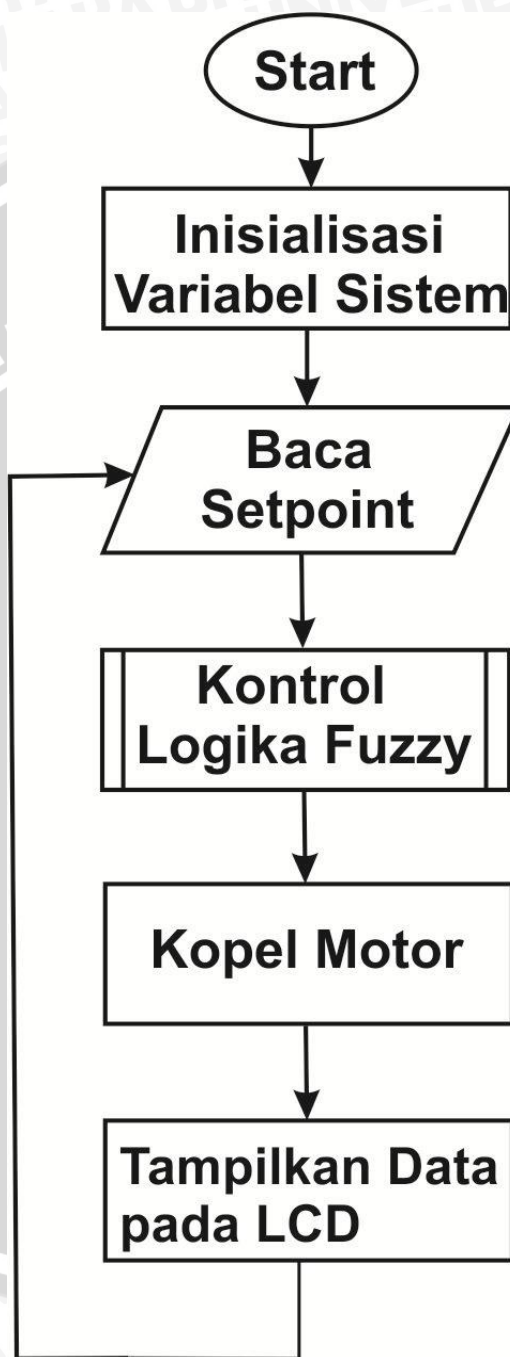 Start
Inisialisasi
Variabel Sistem
Baca
Setpoint
Kontrol
Logika Fuzzy
Kopel Motor
Tampilkan Data
pada LCD